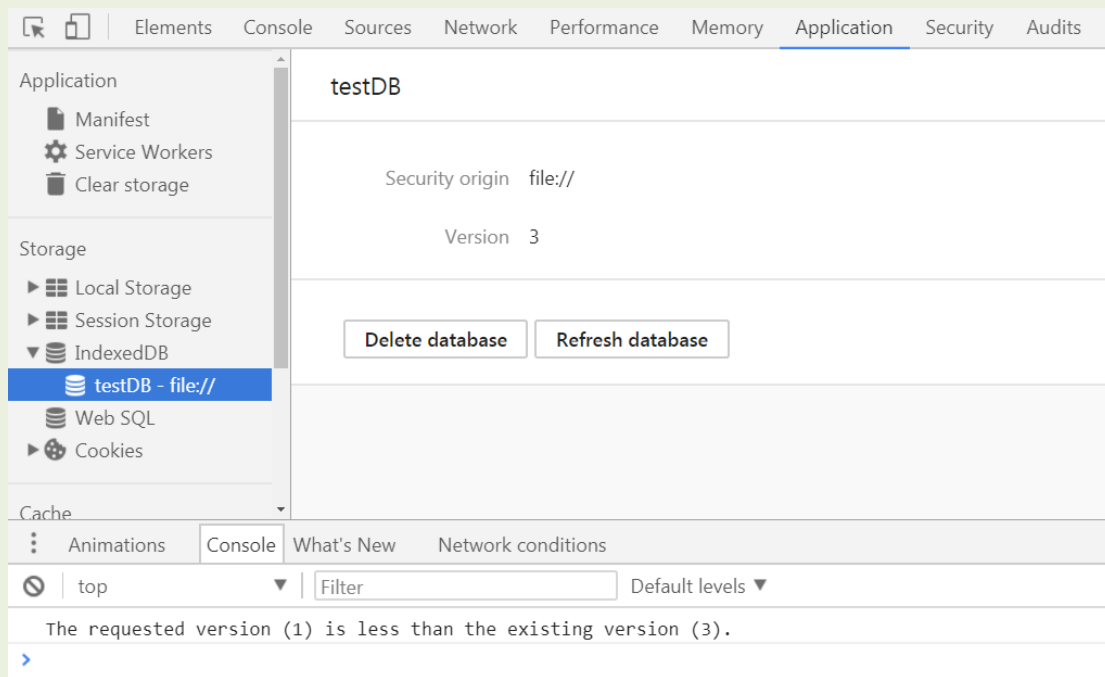 Elements Console Sources Network Performance Memory Application Security Audits
Application
Manifest
Service Workers
Clear storage
Storage
Local Storage
Session Storage
IndexedDB
testDB - file://
Web SQL
Cookies
Cache
testDB
Security origin file://
Version 3
Delete database Refresh database
Animations Console What's New Network conditions
top Filter Default levels
The requested version (1) is less than the existing version (3).